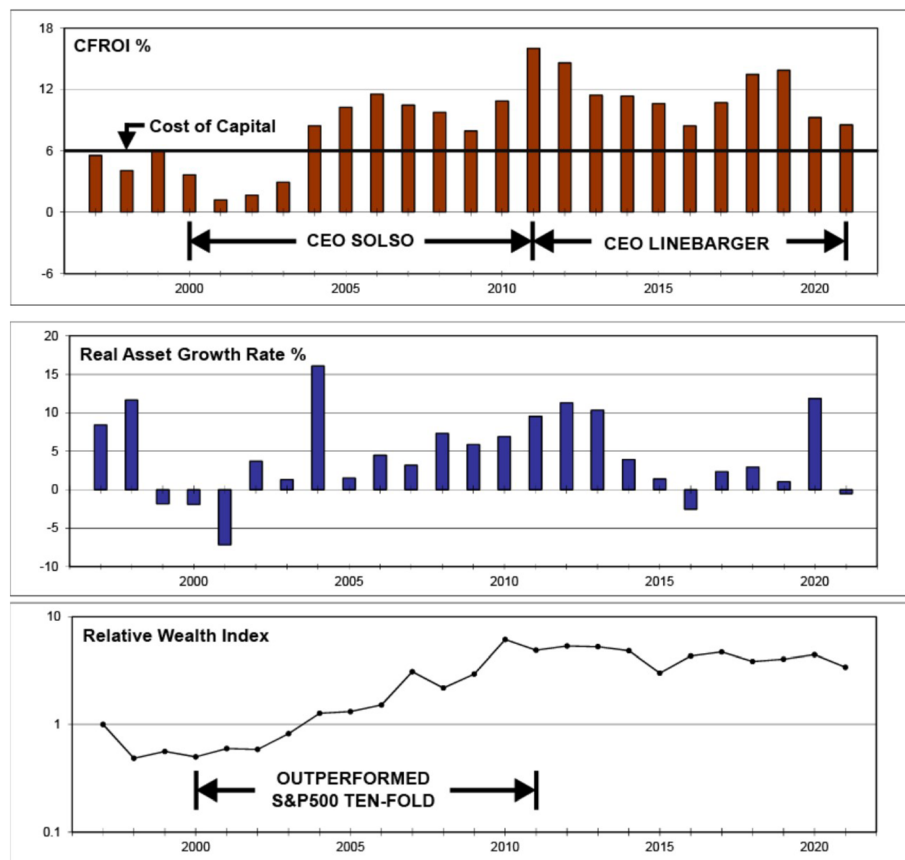 18
CFROI %
12
Cost of Capital
6
0
CEO SOLSO
CEO LINEBARGER
-6
2000 2005 2010 2015 2020
20
Real Asset Growth Rate %
15
10
5
0
-5
-10
2000 2005 2010 2015 2020
10
Relative Wealth Index
1
OUTPERFORMED
S&P500 TEN-FOLD
0.1
2000 2005 2010 2015 2020